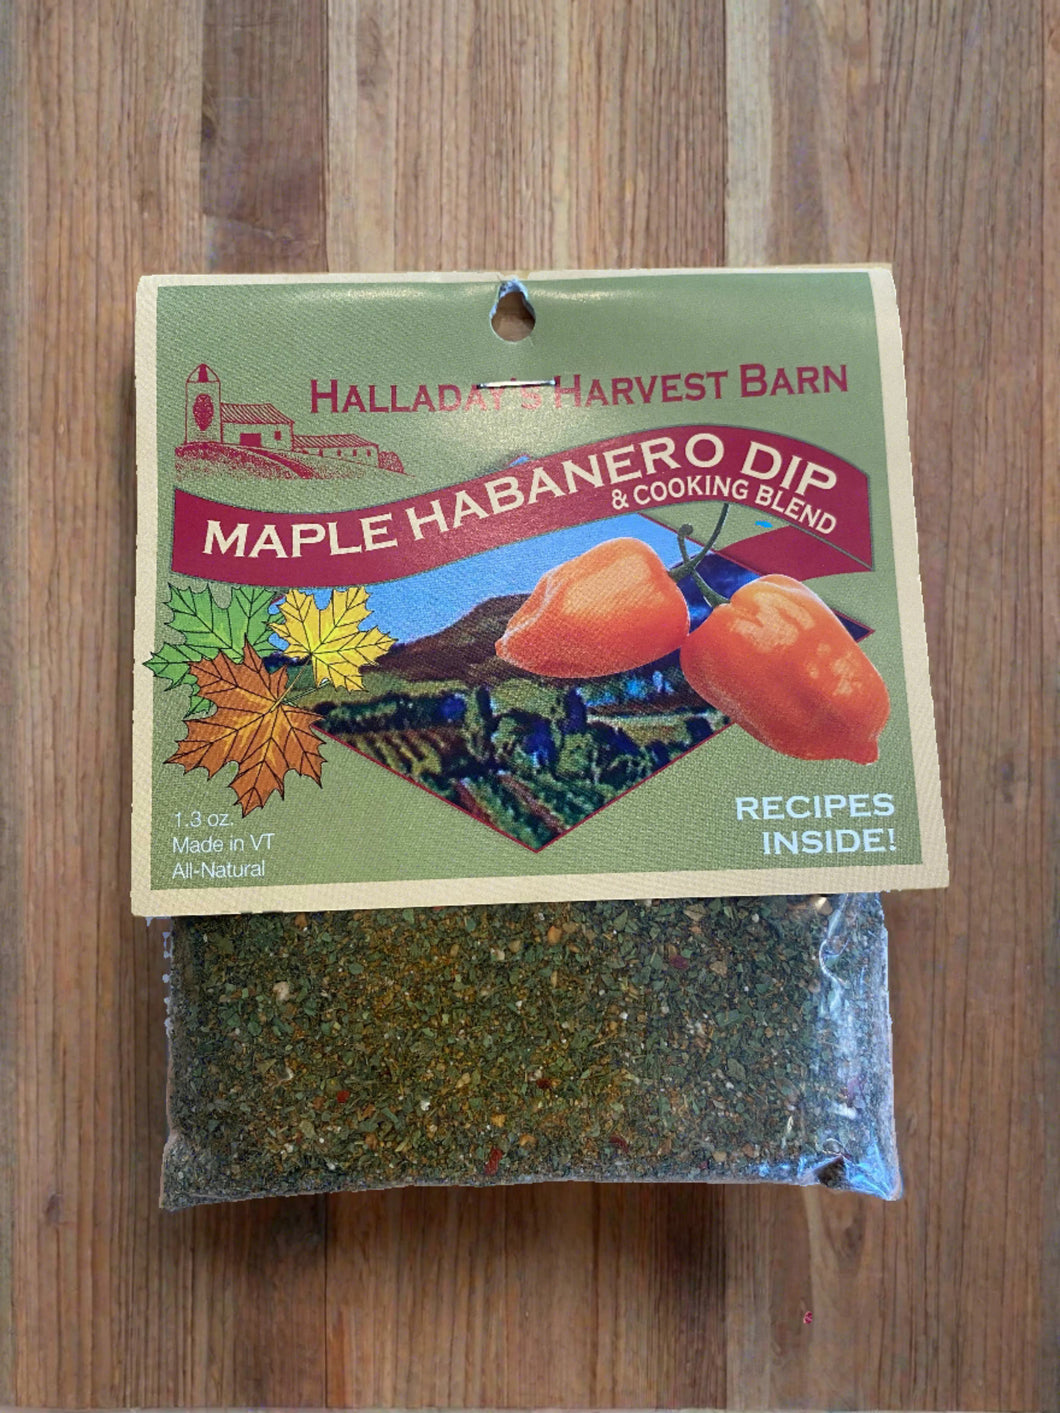 HALLADAY'S HARVEST BARN
MAPLE HABANERO DIP
& COOKING BLEND
1.3 oz.
Made in VT
All-Natural
RECIPES
INSIDE!